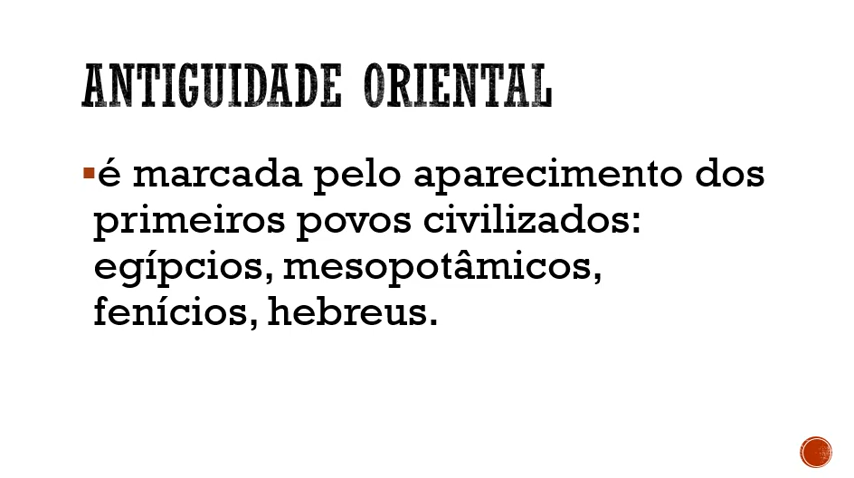 ANTIGUIDADE ORIENTAL
▪é marcada pelo aparecimento dos
primeiros povos civilizados:
egípcios, mesopotâmicos,
fenícios, hebreus.